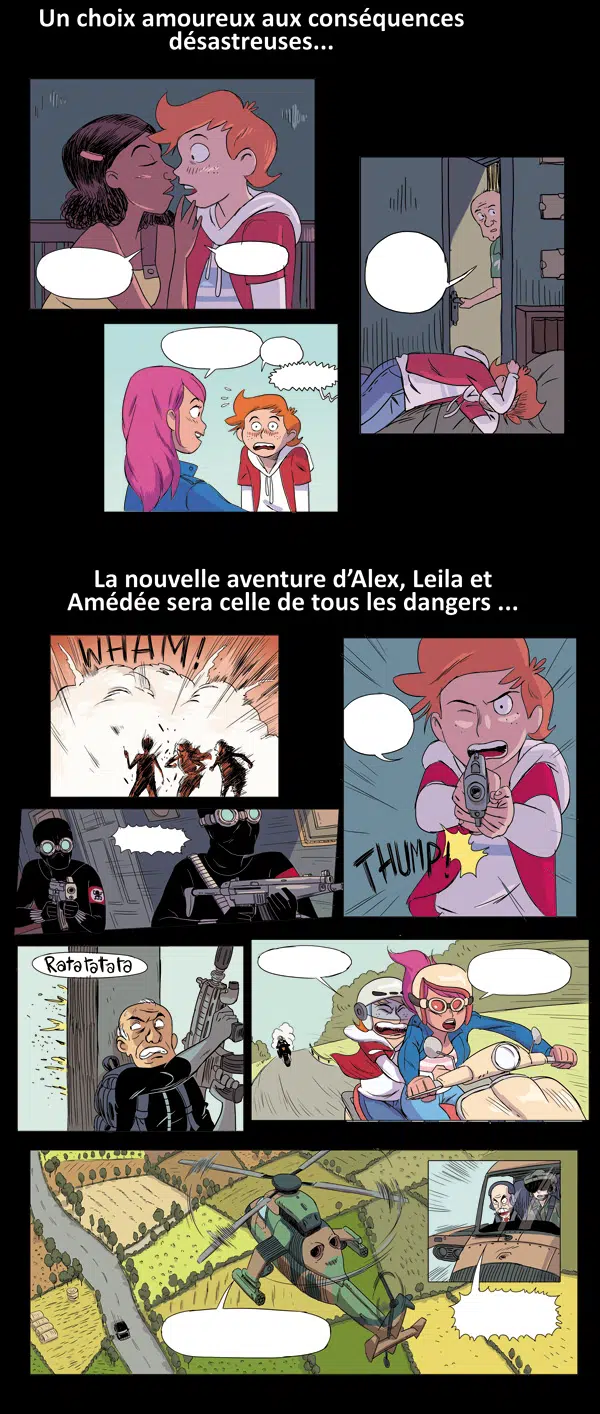 Un choix amoureux aux conséquences
désastreuses...
La nouvelle aventure d'Alex, Leila et
Amédée sera celle de tous les dangers ...
WHAM!
THUMP!
Ratatatata